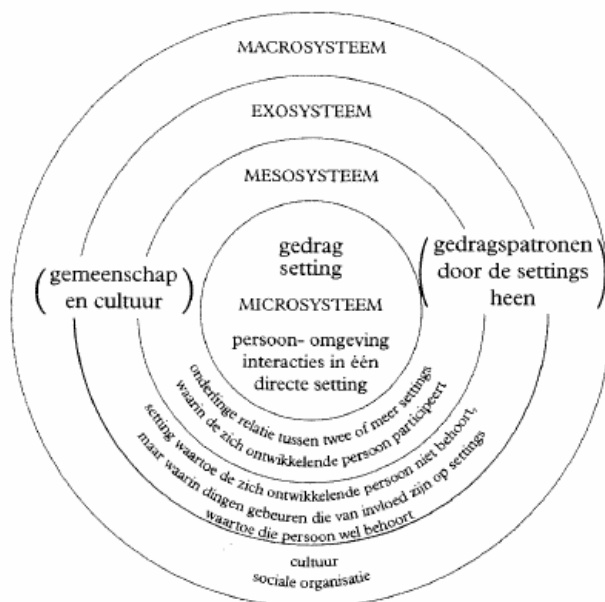 MACROSYSTEEM
EXOSYSTEEM
MESOSYSTEEM
gedrag
setting
MICROSYSTEEM
persoon- omgeving
interacties in één
directe setting
(gemeenschap
en cultuur)
(gedragspatronen
door de settings
heen)
onderlinge relatie tussen twee of meer settings
waarin de zich ontwikkelende persoon participeert
setting waartoe de zich ontwikkelende persoon niet behoort,
maar waarin dingen gebeuren die van invloed zijn op settings
waartoe die persoon wel behoort
cultuur
sociale organisatie